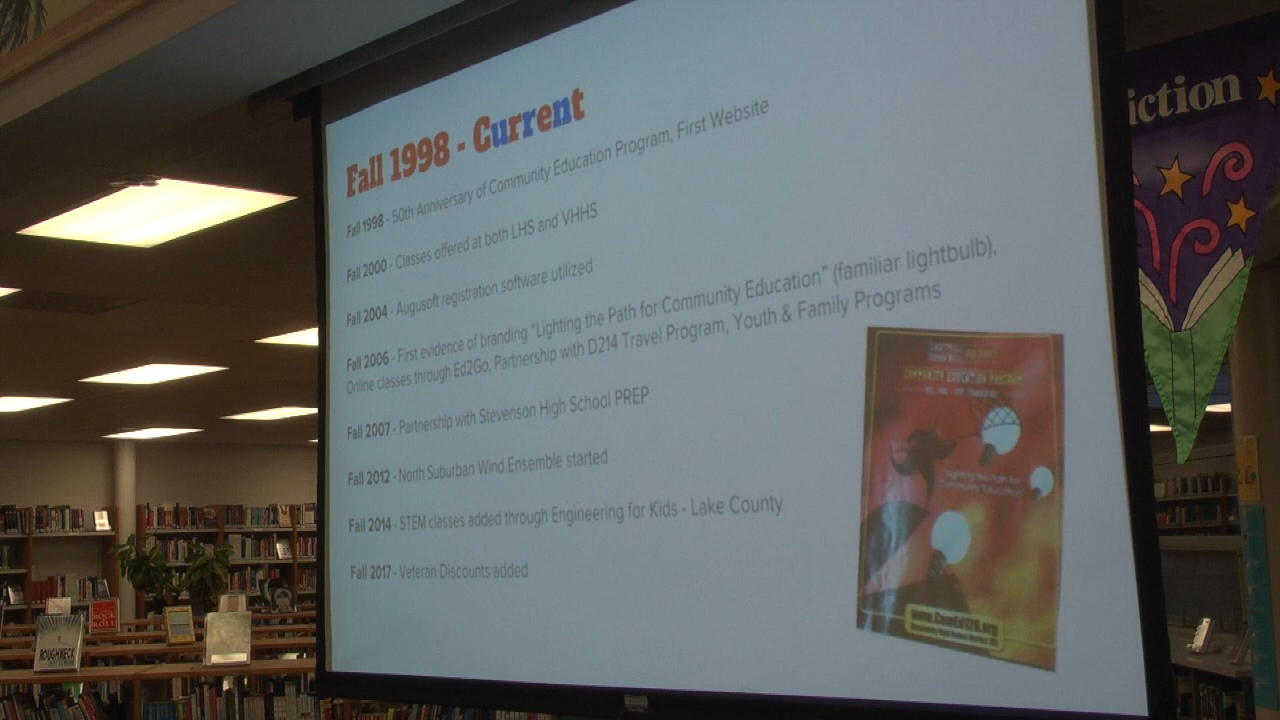 Fall 1998 - Current
Fall 1998 - 50th Anniversary of Community Education Program, First Website
Fall 2000 - Classes offered at both LHS and VHHS
Fall 2004 - Augusoft registration software utilized
Fall 2006 - First evidence of branding "Lighting the Path for Community Education" (familiar lightbulb),
Online classes through Ed2Go, Partnership with D214 Travel Program, Youth & Family Programs
Fall 2007 - Partnership with Stevenson High School PREP
Fall 2012 - North Suburban Wind Ensemble started
Fall 2014 - STEM classes added through Engineering for Kids - Lake County
Fall 2017 - Veteran Discounts added
COMMUNITY EDUCATION PROGRAM
"Lighting the Path for
Community Education"
www.ComEd128.org
iction
ROCK
ROLL
ROUGHNECK